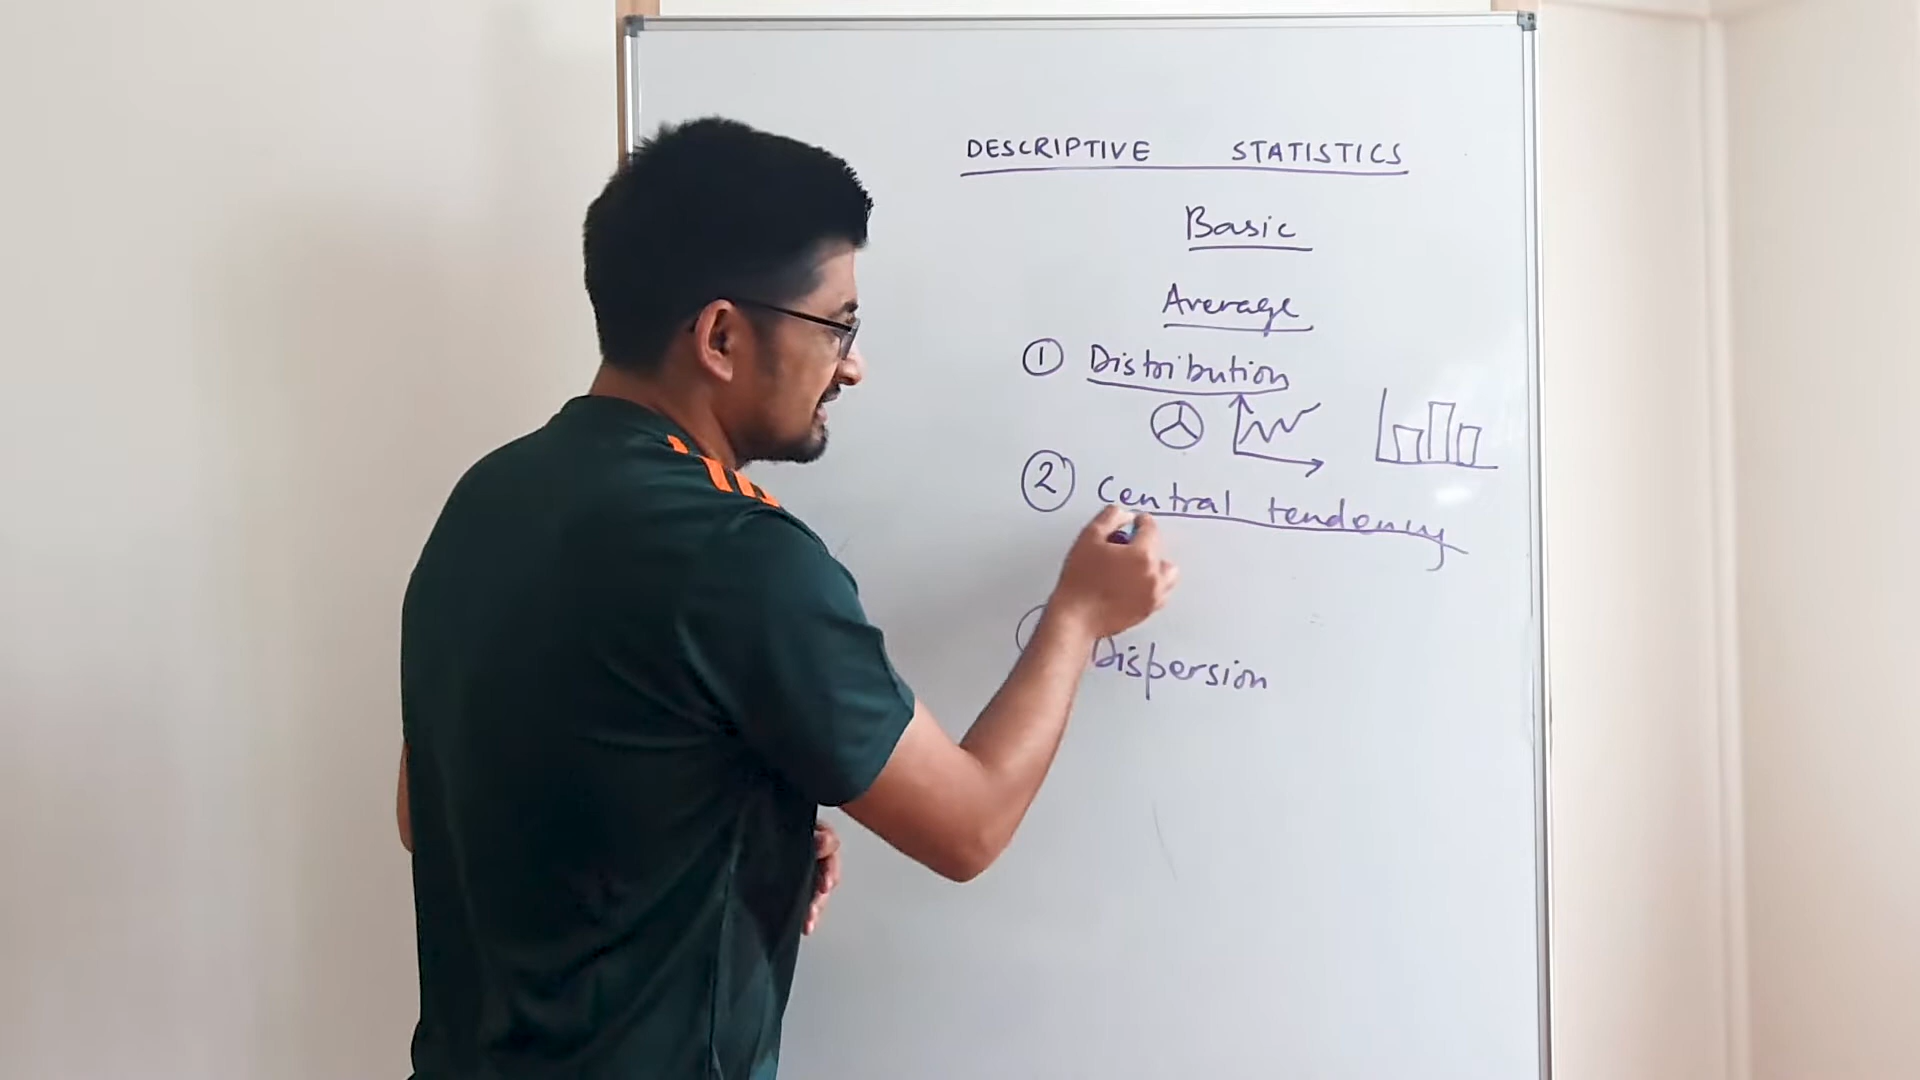 DESCRIPTIVE STATISTICS
Basic
Average
① Distribution
② Central tendency
Dispersion